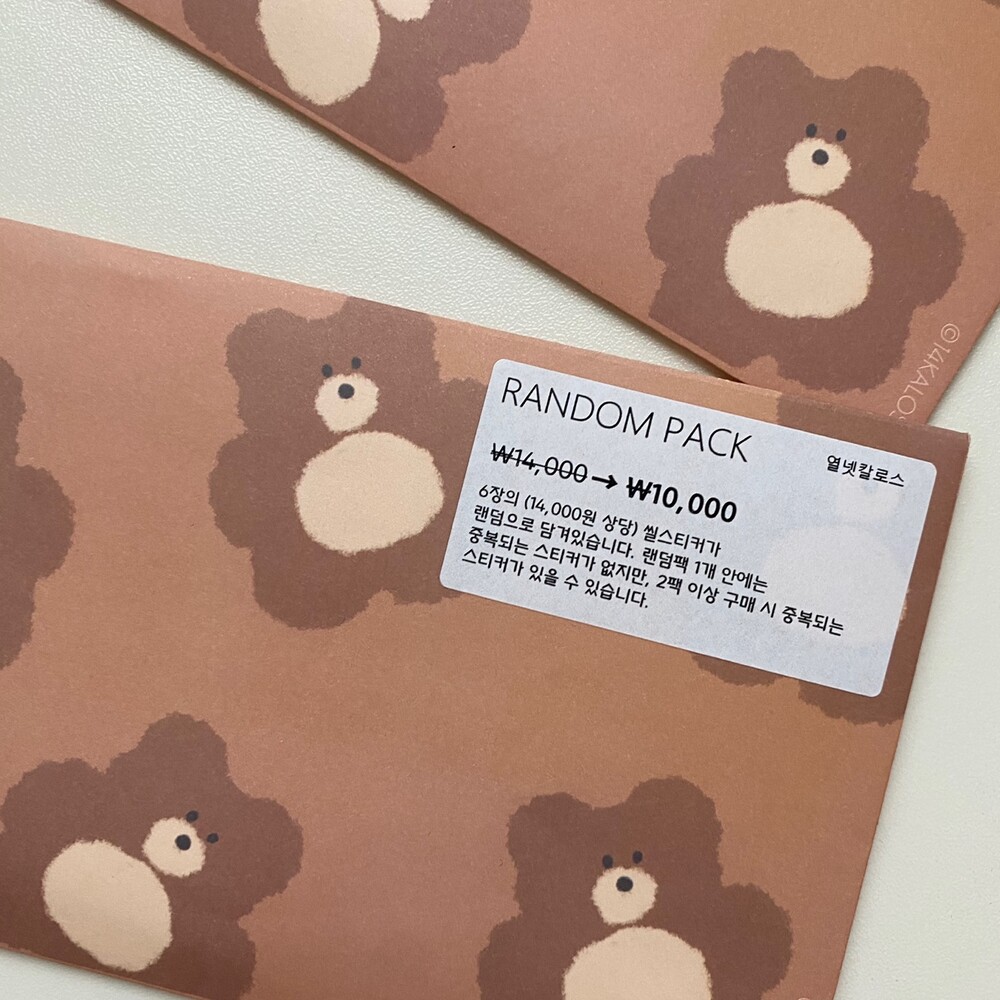 ©14KALOS
RANDOM PACK
열넷칼로스
₩14,000→₩10,000
6장의 (14,000원 상당) 씰스티커가
랜덤으로 담겨있습니다. 랜덤팩 1개 안에는
중복되는 스티커가 없지만, 2팩 이상 구매 시 중복되는
스티커가 있을 수 있습니다.